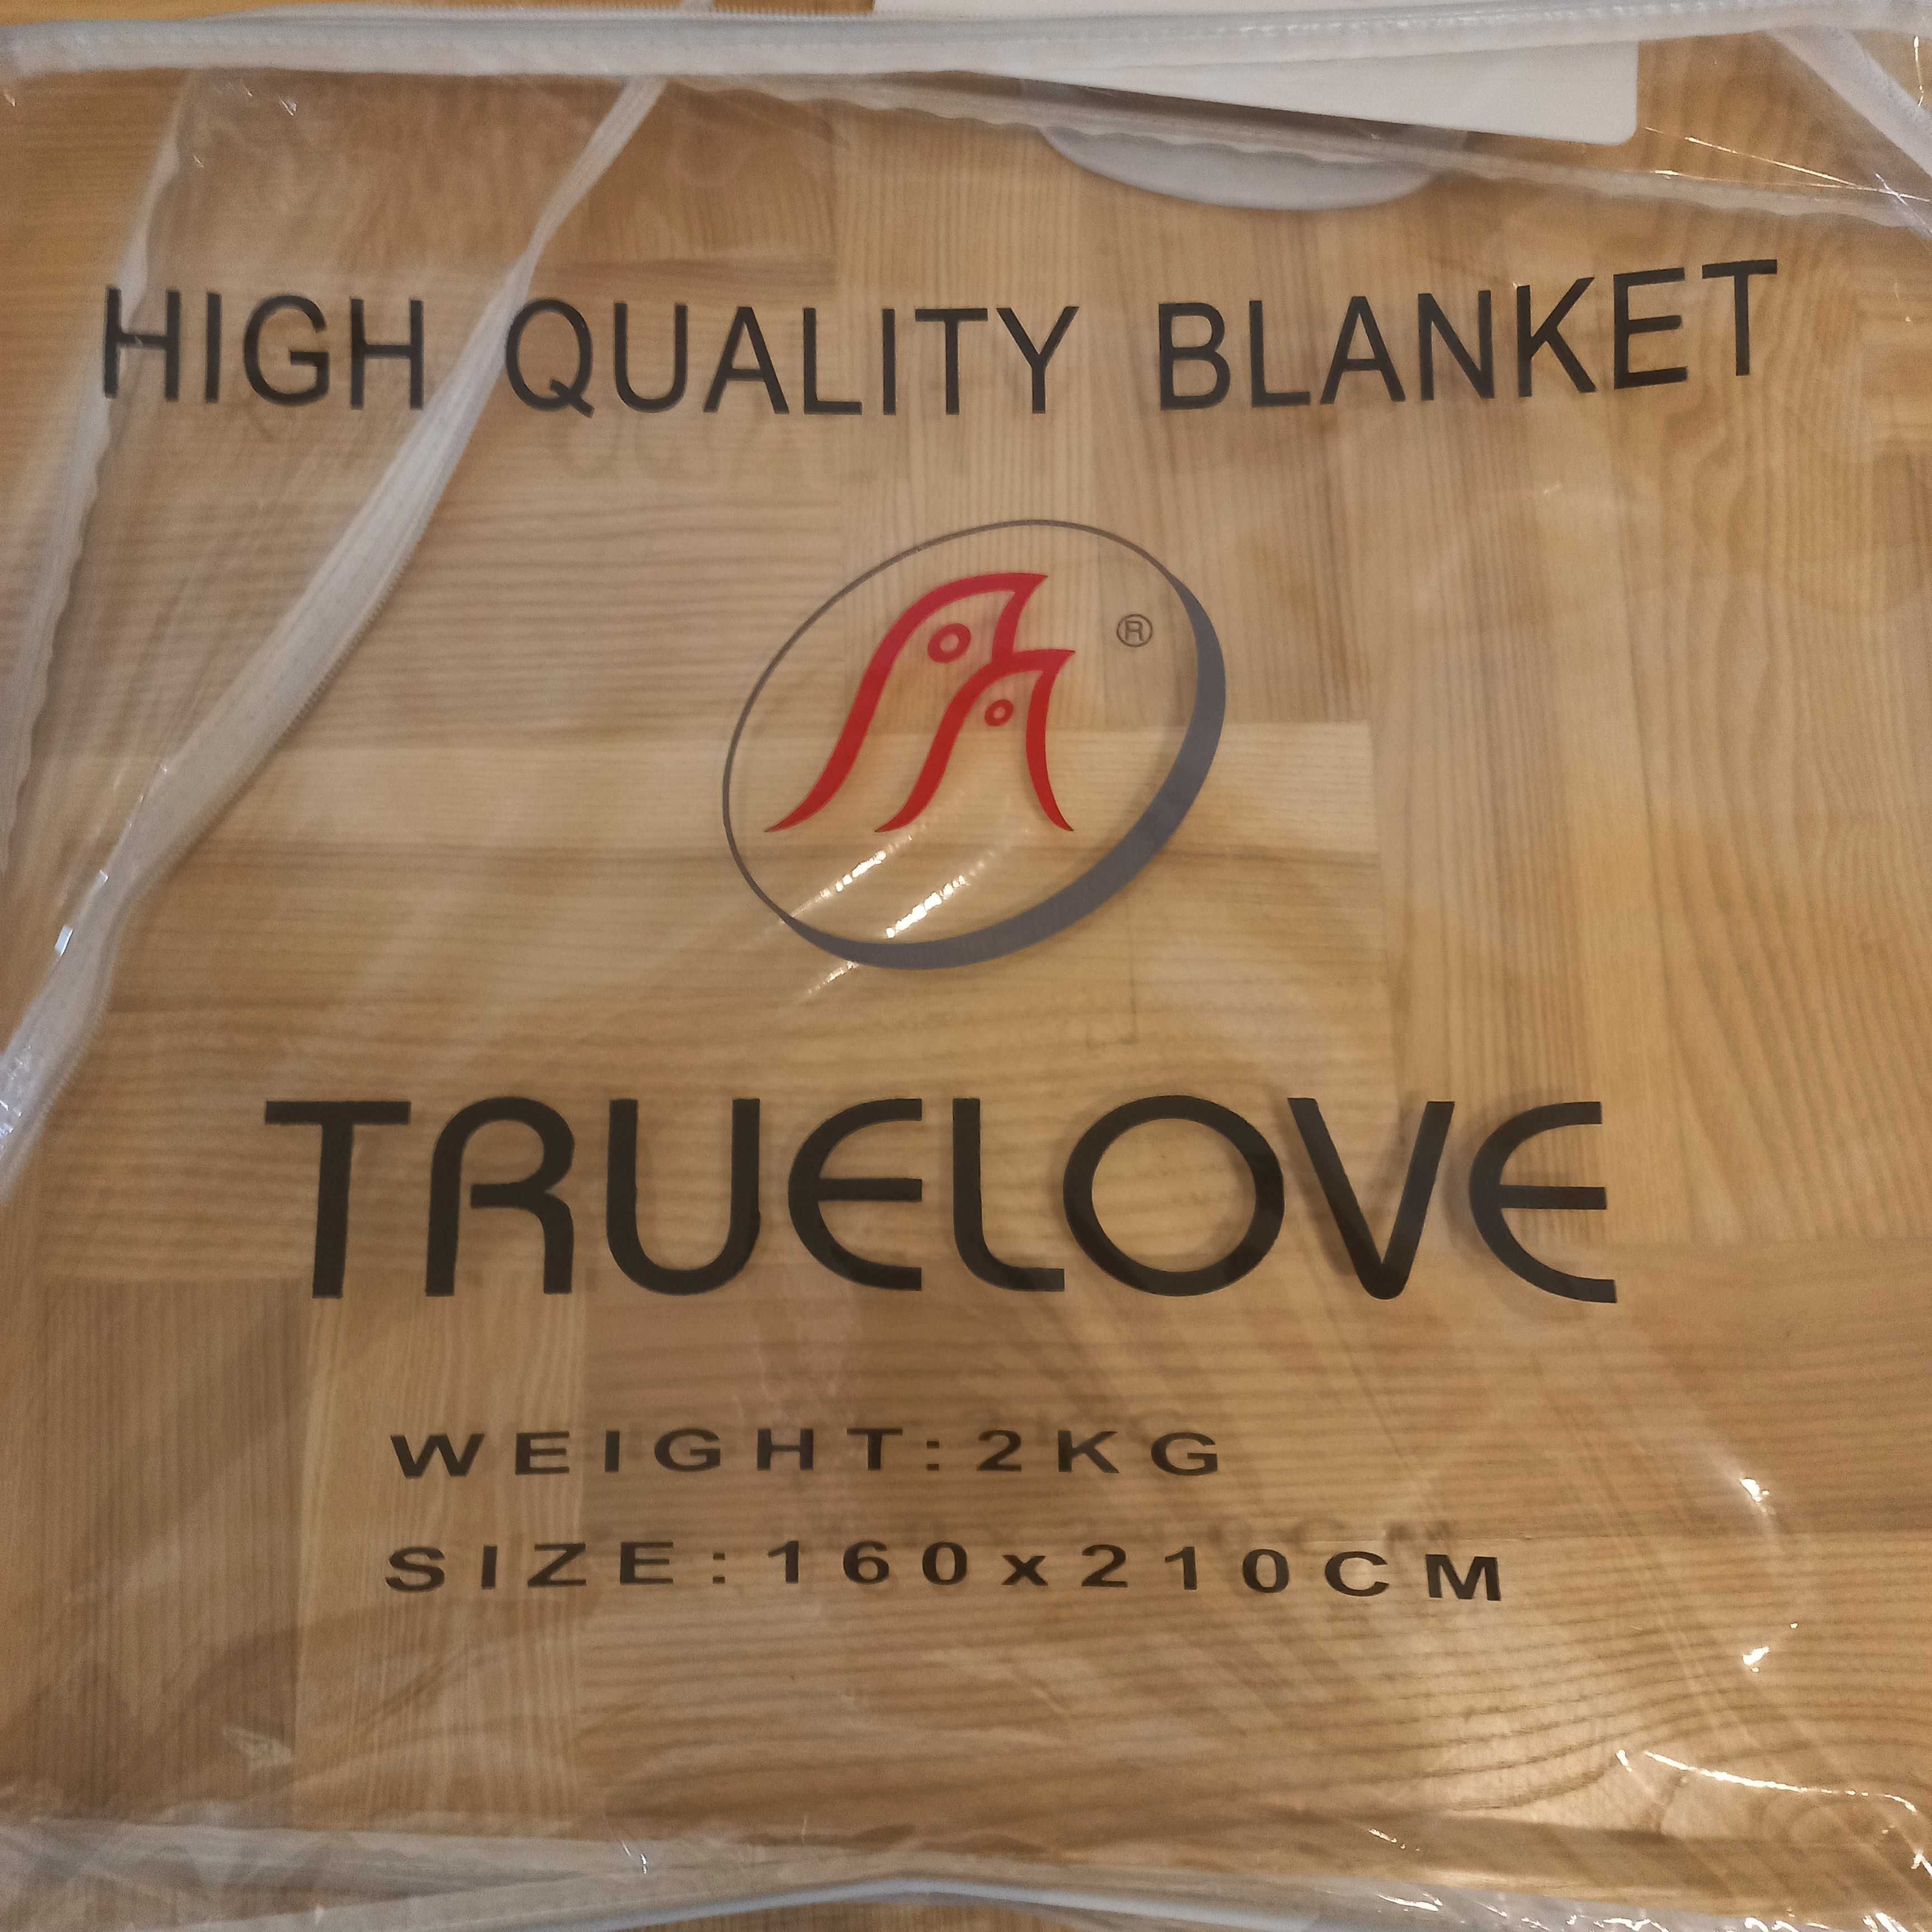 HIGH QUALITY BLANKET
®
TRUELOVE
WEIGHT:2KG
SIZE:160x210CM